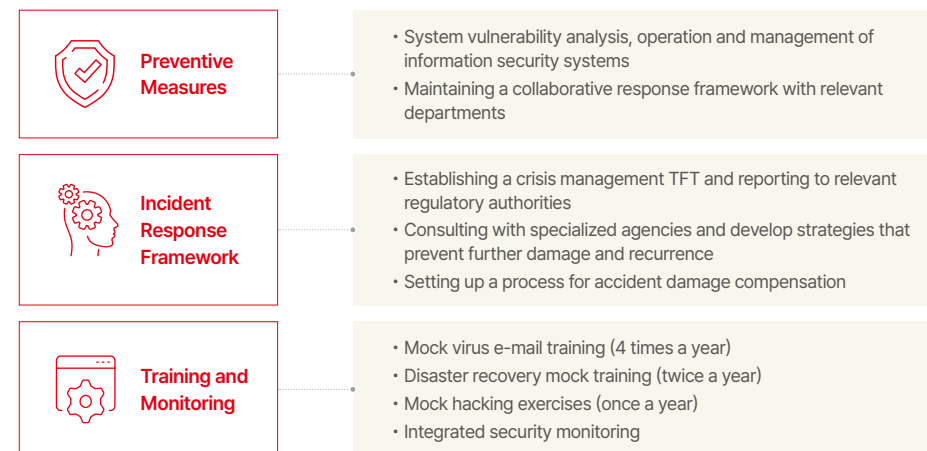 Preventive
Measures
• System vulnerability analysis, operation and management of
information security systems
• Maintaining a collaborative response framework with relevant
departments
Incident
Response
Framework
• Establishing a crisis management TFT and reporting to relevant
regulatory authorities
• Consulting with specialized agencies and develop strategies that
prevent further damage and recurrence
• Setting up a process for accident damage compensation
Training and
Monitoring
• Mock virus e-mail training (4 times a year)
• Disaster recovery mock training (twice a year)
• Mock hacking exercises (once a year)
• Integrated security monitoring